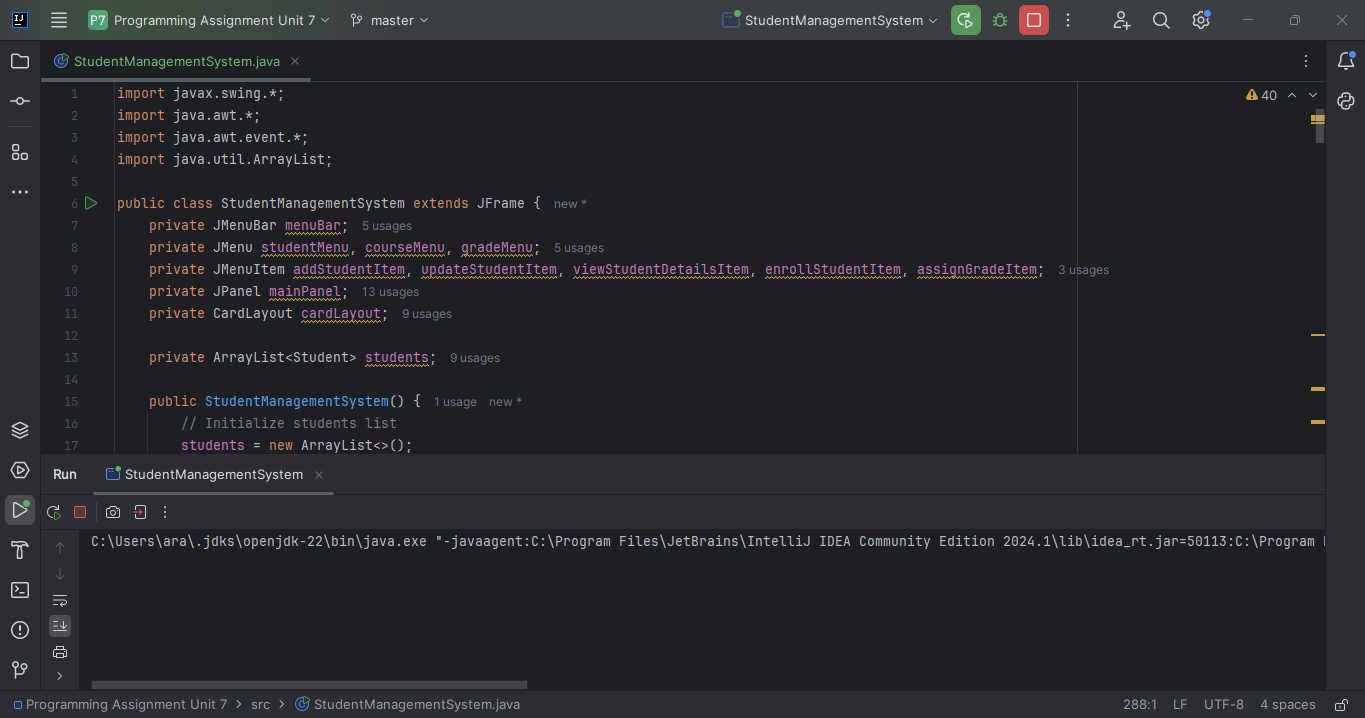 IJ P7 Programming Assignment Unit 7 master StudentManagementSystem
StudentManagementSystem.java
40
1 import javax.swing.*;
2 import java.awt.*;
3 import java.awt.event.*;
4 import java.util.ArrayList;
5
6 public class StudentManagementSystem extends JFrame { new *
7 private JMenuBar menuBar; 5 usages
8 private JMenu studentMenu, courseMenu, gradeMenu; 5 usages
9 private JMenuItem addStudentItem, updateStudentItem, viewStudentDetailsItem, enrollStudentItem, assignGradeItem; 3 usages
10 private JPanel mainPanel; 13 usages
11 private CardLayout cardLayout; 9 usages
12
13 private ArrayList<Student> students; 9 usages
14
15 public StudentManagementSystem() { 1 usage new *
16 // Initialize students list
17 students = new ArrayList<>();
Run StudentManagementSystem
C:\Users\ara\.jdks\openjdk-22\bin\java.exe "-javaagent:C:\Program Files\JetBrains\IntelliJ IDEA Community Edition 2024.1\lib\idea_rt.jar=50113:C:\Program
Programming Assignment Unit 7 > src > StudentManagementSystem.java 288:1 LF UTF-8 4 spaces